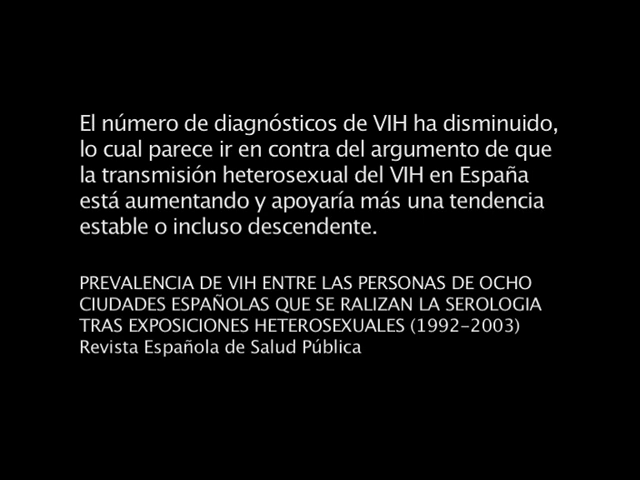 El número de diagnósticos de VIH ha disminuido,
lo cual parece ir en contra del argumento de que
la transmisión heterosexual del VIH en España
está aumentando y apoyaría más una tendencia
estable o incluso descendente.
PREVALENCIA DE VIH ENTRE LAS PERSONAS DE OCHO
CIUDADES ESPAÑOLAS QUE SE RALIZAN LA SEROLOGIA
TRAS EXPOSICIONES HETEROSEXUALES (1992-2003)
Revista Española de Salud Pública